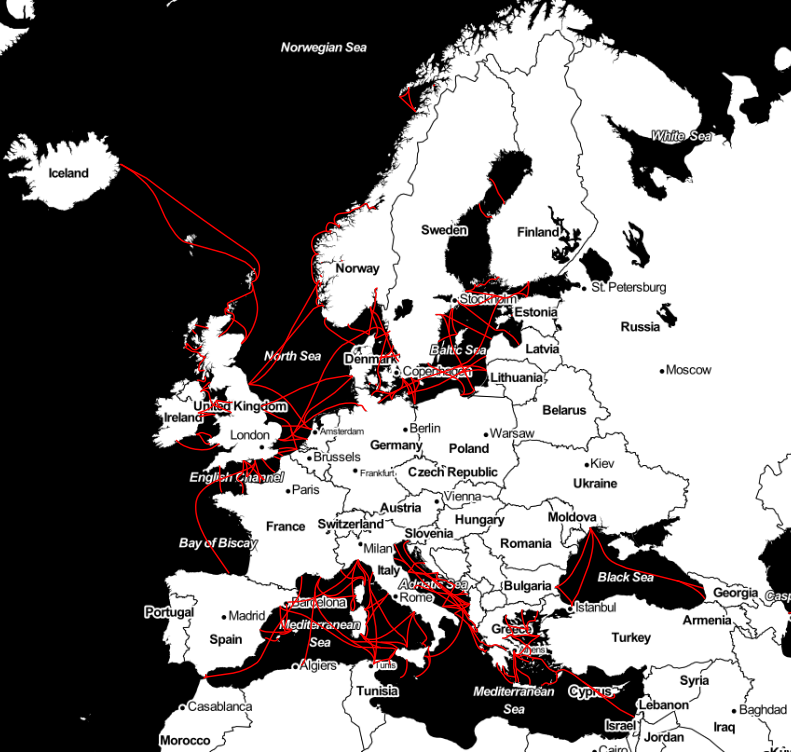 Norwegian Sea
White Sea
Iceland
Sweden
Finland
Norway
St. Petersburg
Stockholm
Estonia
Russia
North Sea
Baltic Sea
Latvia
Denmark
Copenhagen
Moscow
Lithuania
United Kingdom
Ireland
Belarus
Amsterdam
Berlin
London
Warsaw
Germany
Poland
Brussels
Kiev
English Channel
Frankfurt
Czech Republic
Ukraine
Paris
Vienna
Austria
France
Switzerland
Hungary
Moldova
Slovenia
Bay of Biscay
Milan
Romania
Italy
Black Sea
Adriatic Sea
Bulgaria
Georgia
Casp
Rome
Barcelona
Istanbul
Portugal
Madrid
Armenia
Mediterranean
Sea
Greece
Spain
Turkey
Athens
Algiers
Tunis
Syria
Tunisia
Mediterranean
Sea
Cyprus
Lebanon
Casablanca
Baghdad
Israel
Iraq
Morocco
Jordan
Cairo